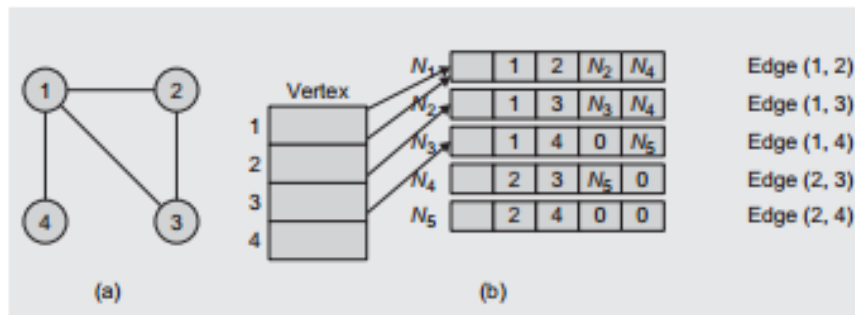 1 2
4 3
(a)
Vertex
1
2
3
4
N1 1 2 N2 N4 Edge (1, 2)
N2 1 3 N3 N4 Edge (1, 3)
N3 1 4 0 N5 Edge (1, 4)
N4 2 3 N5 0 Edge (2, 3)
N5 2 4 0 0 Edge (2, 4)
(b)